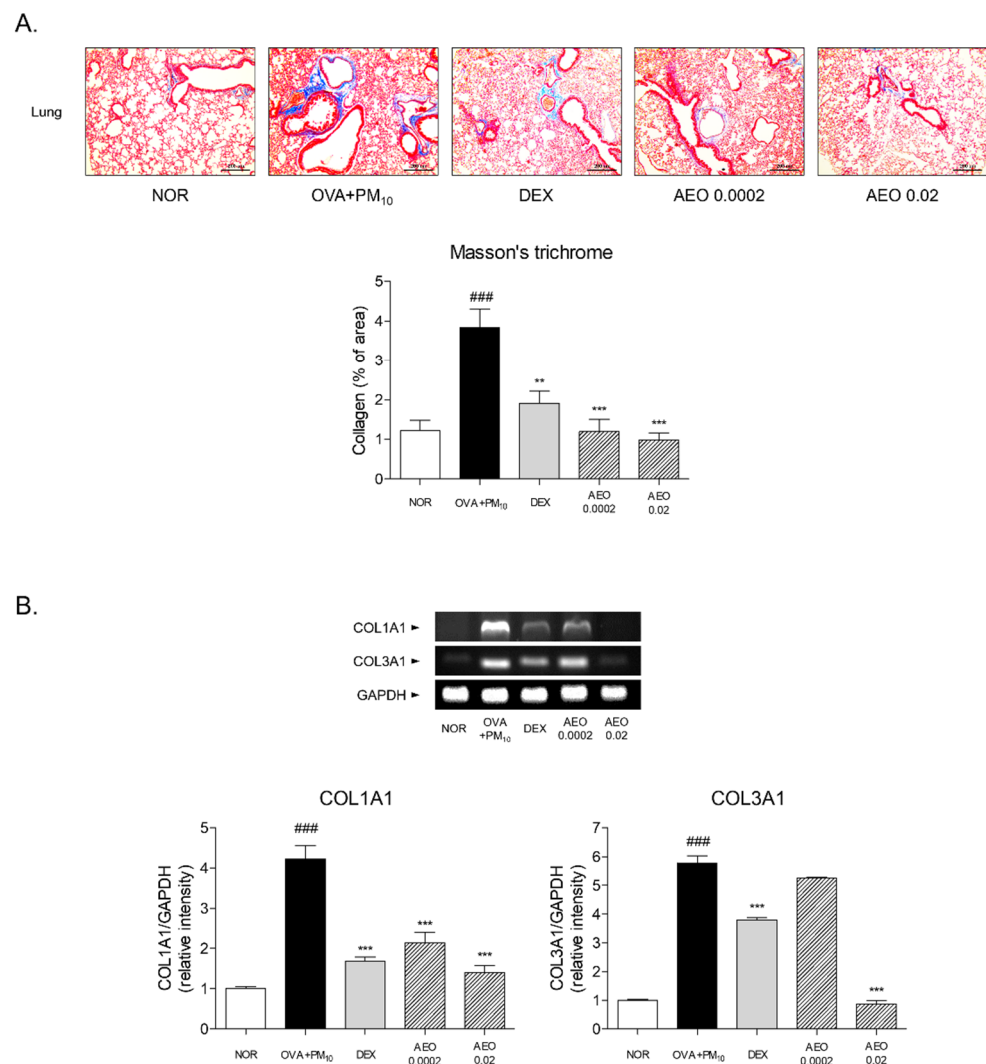 A.
Lung
NOR OVA+PM₁₀ DEX AEO 0.0002 AEO 0.02
Masson's trichrome
Collagen (% of area)
5
4
3
2
1
0
###
**
***
***
NOR OVA+PM₁₀ DEX AEO 0.0002 AEO 0.02
B.
COL1A1 ►
COL3A1 ►
GAPDH ►
NOR OVA +PM₁₀ DEX AEO 0.0002 AEO 0.02
COL1A1
COL1A1/GAPDH
(relative intensity)
5
4
3
2
1
0
###
***
***
***
NOR OVA+PM₁₀ DEX AEO 0.0002 AEO 0.02
COL3A1
COL3A1/GAPDH
(relative intensity)
7
6
5
4
3
2
1
0
###
***
***
NOR OVA+PM₁₀ DEX AEO 0.0002 AEO 0.02